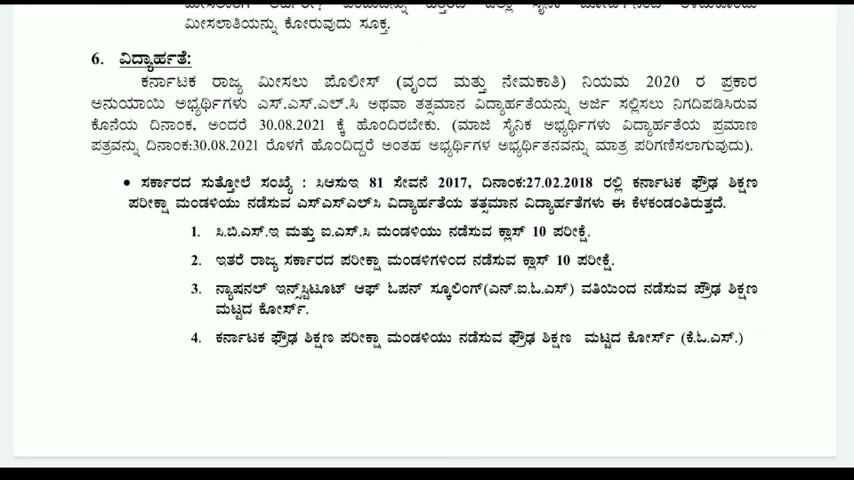 ಮೀಸಲಾತಿಯನ್ನು ಕೋರುವುದು ಸೂಕ್ತ.
6. ವಿದ್ಯಾರ್ಹತೆ:
ಕರ್ನಾಟಕ ರಾಜ್ಯ ಮೀಸಲು ಪೊಲೀಸ್ (ವೃಂದ ಮತ್ತು ನೇಮಕಾತಿ) ನಿಯಮ 2020 ರ ಪ್ರಕಾರ
ಅನುಯಾಯಿ ಅಭ್ಯರ್ಥಿಗಳು ಎಸ್.ಎಸ್.ಎಲ್.ಸಿ ಅಥವಾ ತತ್ಸಮಾನ ವಿದ್ಯಾರ್ಹತೆಯನ್ನು ಅರ್ಜಿ ಸಲ್ಲಿಸಲು ನಿಗದಿಪಡಿಸಿರುವ
ಕೊನೆಯ ದಿನಾಂಕ, ಅಂದರೆ 30.08.2021 ಕ್ಕೆ ಹೊಂದಿರಬೇಕು. (ಮಾಜಿ ಸೈನಿಕ ಅಭ್ಯರ್ಥಿಗಳು ವಿದ್ಯಾರ್ಹತೆಯ ಪ್ರಮಾಣ
ಪತ್ರವನ್ನು ದಿನಾಂಕ:30.08.2021 ರೊಳಗೆ ಹೊಂದಿದ್ದರೆ ಅಂತಹ ಅಭ್ಯರ್ಥಿಗಳ ಅಭ್ಯರ್ಥಿತನವನ್ನು ಮಾತ್ರ ಪರಿಗಣಿಸಲಾಗುವುದು).
• ಸರ್ಕಾರದ ಸುತ್ತೋಲೆ ಸಂಖ್ಯೆ : ಸಿಆಸುಇ 81 ಸೇವನೆ 2017, ದಿನಾಂಕ:27.02.2018 ರಲ್ಲಿ ಕರ್ನಾಟಕ ಫ್ರೌಢ ಶಿಕ್ಷಣ
ಪರೀಕ್ಷಾ ಮಂಡಳಿಯು ನಡೆಸುವ ಎಸ್ಎಸ್ಎಲ್‌ಸಿ ವಿದ್ಯಾರ್ಹತೆಯ ತತ್ಸಮಾನ ವಿದ್ಯಾರ್ಹತೆಗಳು ಈ ಕೆಳಕಂಡಂತಿರುತ್ತದೆ.
1. ಸಿ.ಬಿ.ಎಸ್.ಇ ಮತ್ತು ಐ.ಎಸ್.ಸಿ ಮಂಡಳಿಯು ನಡೆಸುವ ಕ್ಲಾಸ್ 10 ಪರೀಕ್ಷೆ.
2. ಇತರೆ ರಾಜ್ಯ ಸರ್ಕಾರದ ಪರೀಕ್ಷಾ ಮಂಡಳಿಗಳಿಂದ ನಡೆಸುವ ಕ್ಲಾಸ್ 10 ಪರೀಕ್ಷೆ.
3. ನ್ಯಾಷನಲ್ ಇನ್ಸ್‌ಟಿಟೂಟ್ ಆಫ್ ಓಪನ್ ಸ್ಕೂಲಿಂಗ್(ಎನ್.ಐ.ಓ.ಎಸ್) ವತಿಯಿಂದ ನಡೆಸುವ ಪ್ರೌಢ ಶಿಕ್ಷಣ
ಮಟ್ಟದ ಕೋರ್ಸ್.
4. ಕರ್ನಾಟಕ ಫ್ರೌಢ ಶಿಕ್ಷಣ ಪರೀಕ್ಷಾ ಮಂಡಳಿಯು ನಡೆಸುವ ಫ್ರೌಢ ಶಿಕ್ಷಣ ಮಟ್ಟದ ಕೋರ್ಸ್ (ಕೆ.ಓ.ಎಸ್.)